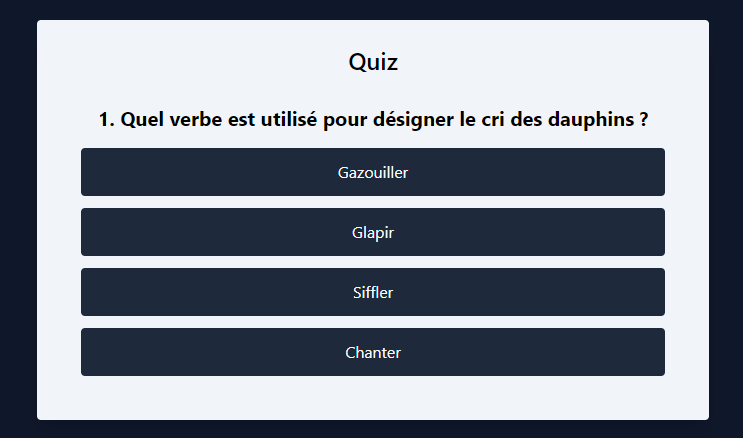 Quiz
1. Quel verbe est utilisé pour désigner le cri des dauphins ?
Gazouiller
Glapir
Siffler
Chanter